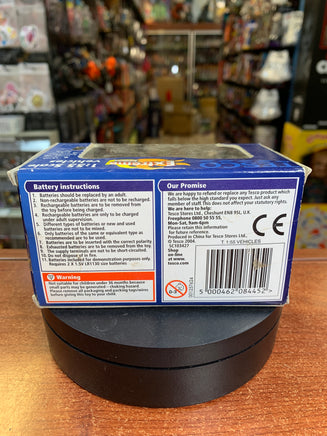 Extreme
Battery instructions
1. Batteries should be replaced by an adult.
2. Non-rechargeable batteries are not to be recharged.
3. Rechargeable batteries are to be removed from
the toy before being charged.
4. Rechargeable batteries are only to be charged
under adult supervision.
5. Different types of batteries or new and used
batteries are not to be mixed.
6. Only batteries of the same or equivalent type as
recommended are to be used.
7. Batteries are to be inserted with the correct polarity.
8. Exhausted batteries are to be removed from the toy.
9. The supply terminals are not to be short-circuited.
10. Do not dispose of in fire.
11. Batteries included for demonstration purposes only.
Requires 2 X 1.5V LR1130 size batteries
Warning
Not suitable for children under 36 months because
small parts may be generated - choking hazard.
Please remove all packaging and packing tags/wires
before giving this toy to a child.
Our Promise
We are happy to refund or replace any Tesco product
which falls below the high standard you expect. Just ask any
member of staff. This does not affect your statutory rights.
Tesco Stores Ltd., Cheshunt EN8 9SL, U.K.
Freephone 0800 50 55 55,
Mon-Sat, 9am-6pm
Please retain this information
for future reference.
Produced in China for Tesco Stores Ltd.,
© Tesco 2004.
SC103427
Shop
on-line
at
tesco.com
CE
0-3
T. 1:55 VEHICLES
5 000462 084452 >